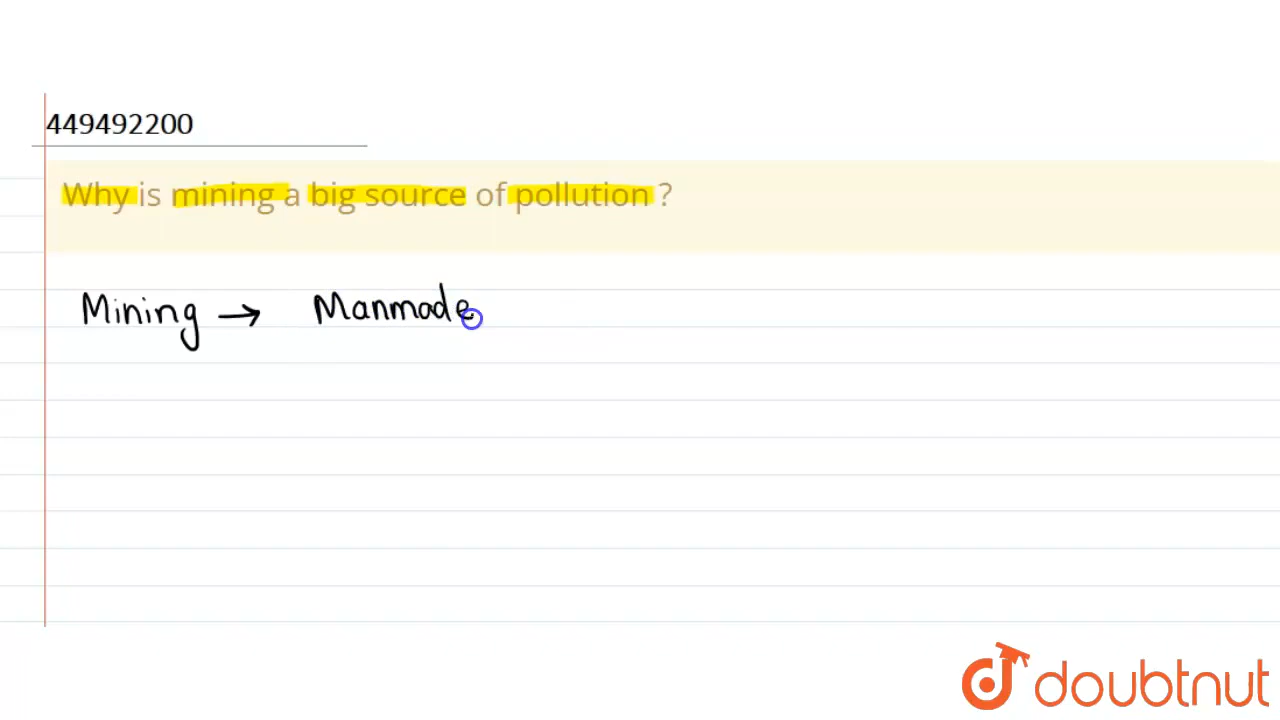 449492200
Why is mining a big source of pollution ?
Mining → Manmade
doubtnut